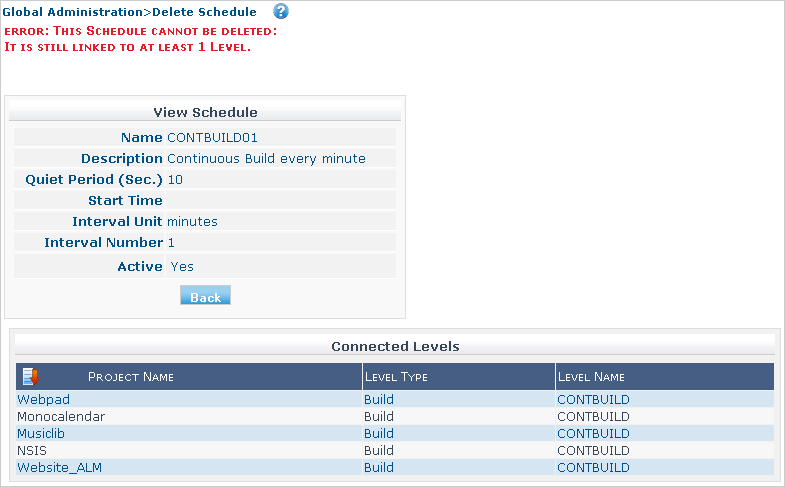 Global Administration>Delete Schedule ?
ERROR: THIS SCHEDULE CANNOT BE DELETED:
IT IS STILL LINKED TO AT LEAST 1 LEVEL.
View Schedule
Name CONTBUILD01
Description Continuous Build every minute
Quiet Period (Sec.) 10
Start Time
Interval Unit minutes
Interval Number 1
Active Yes
Back
Connected Levels
PROJECT NAME LEVEL TYPE LEVEL NAME
Webpad Build CONTBUILD
Monocalendar Build CONTBUILD
Musiclib Build CONTBUILD
NSIS Build CONTBUILD
Website_ALM Build CONTBUILD